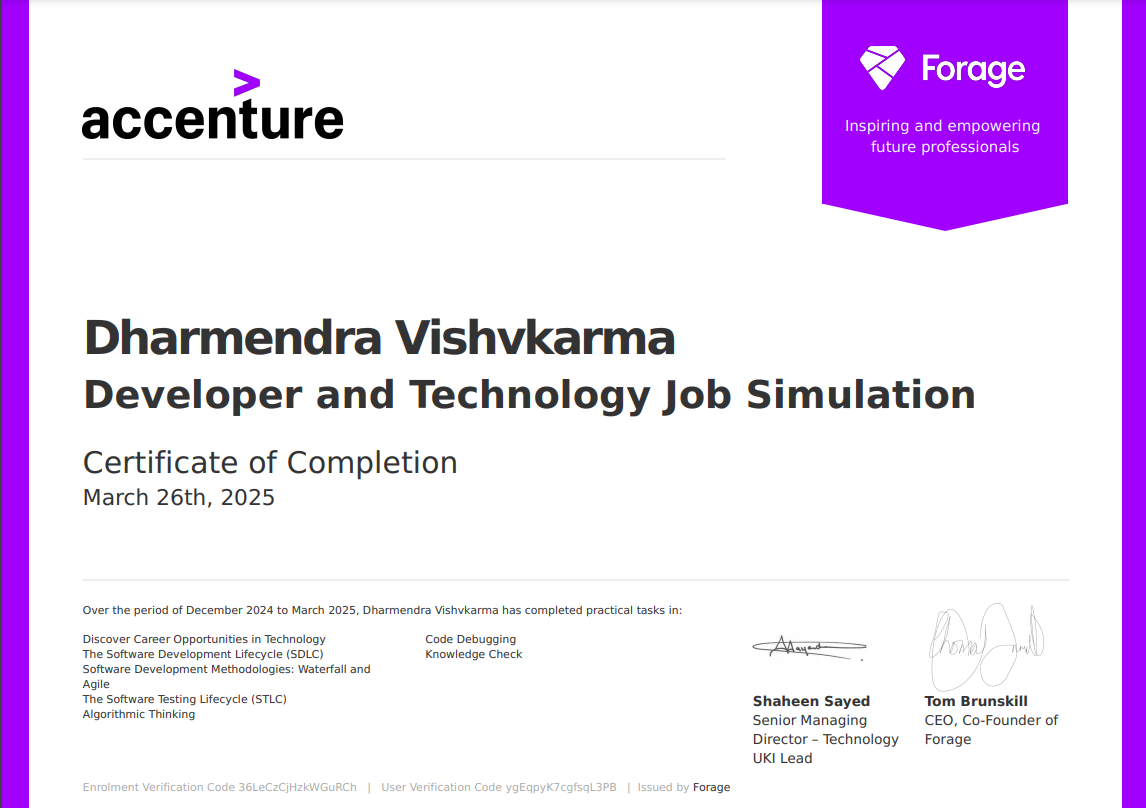 accenture
Forage
Inspiring and empowering
future professionals
Dharmendra Vishvkarma
Developer and Technology Job Simulation
Certificate of Completion
March 26th, 2025
Over the period of December 2024 to March 2025, Dharmendra Vishvkarma has completed practical tasks in:
Discover Career Opportunities in Technology
The Software Development Lifecycle (SDLC)
Software Development Methodologies: Waterfall and
Agile
The Software Testing Lifecycle (STLC)
Algorithmic Thinking
Code Debugging
Knowledge Check
Shaheen Sayed
Senior Managing
Director – Technology
UKI Lead
Tom Brunskill
CEO, Co-Founder of
Forage
Enrolment Verification Code 36LeCzCjHzkWGuRCh | User Verification Code ygEqpyK7cgfsqL3PB | Issued by Forage